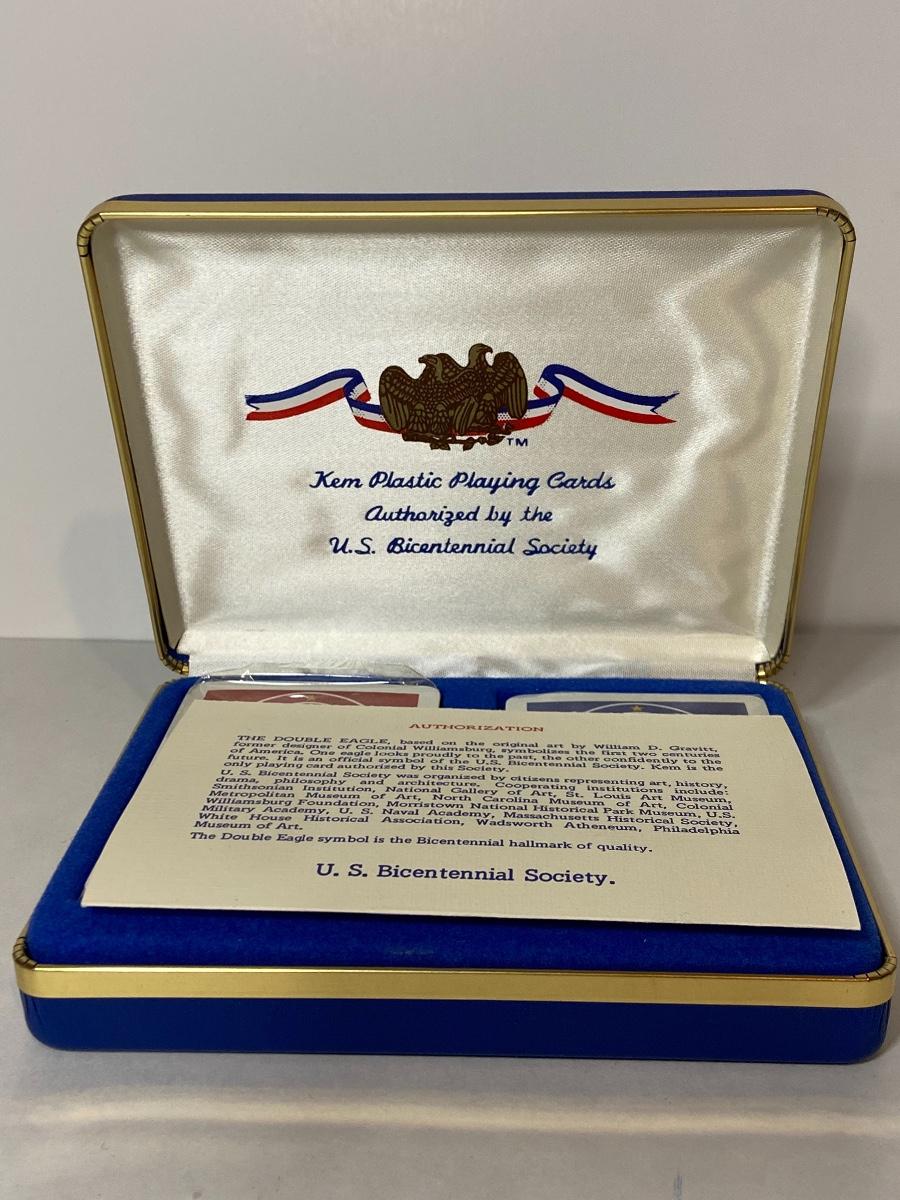 TM
Kem Plastic Playing Cards
Authorized by the
U.S. Bicentennial Society
AUTHORIZATION
THE DOUBLE EAGLE, based on the original art by William D. Gravitt,
former designer of Colonial Williamsburg, symbolizes the first two centuries
of America. One eagle looks proudly to the past, the other confidently to the
future. It is an official symbol of the U.S. Bicentennial Society. Kem is the
only playing card authorized by this Society.
U. S. Bicentennial Society was organized by citizens representing art, history,
drama, philosophy and architecture. Cooperating institutions include:
Smithsonian Institution, National Gallery of Art, St. Louis Art Museum,
Metropolitan Museum of Art, North Carolina Museum of Art, Colonial
Williamsburg Foundation, Morristown National Historical Park Museum, U.S.
Military Academy, U. S. Naval Academy, Massachusetts Historical Society,
White House Historical Association, Wadsworth Atheneum, Philadelphia
Museum of Art.
The Double Eagle symbol is the Bicentennial hallmark of quality.
U. S. Bicentennial Society.